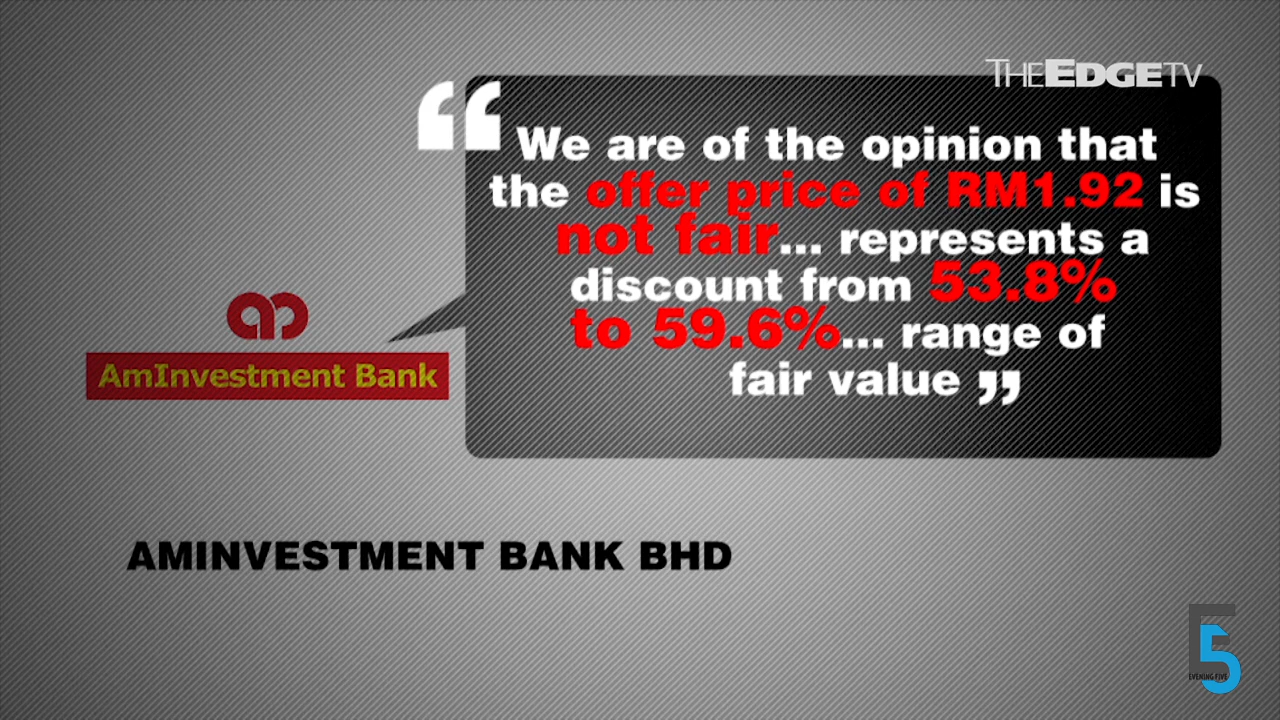 THEEDGETV
“We are of the opinion that
the offer price of RM1.92 is
not fair... represents a
discount from 53.8%
to 59.6%... range of
fair value”
AmInvestment Bank
AMINVESTMENT BANK BHD
E5
EVENING FIVE